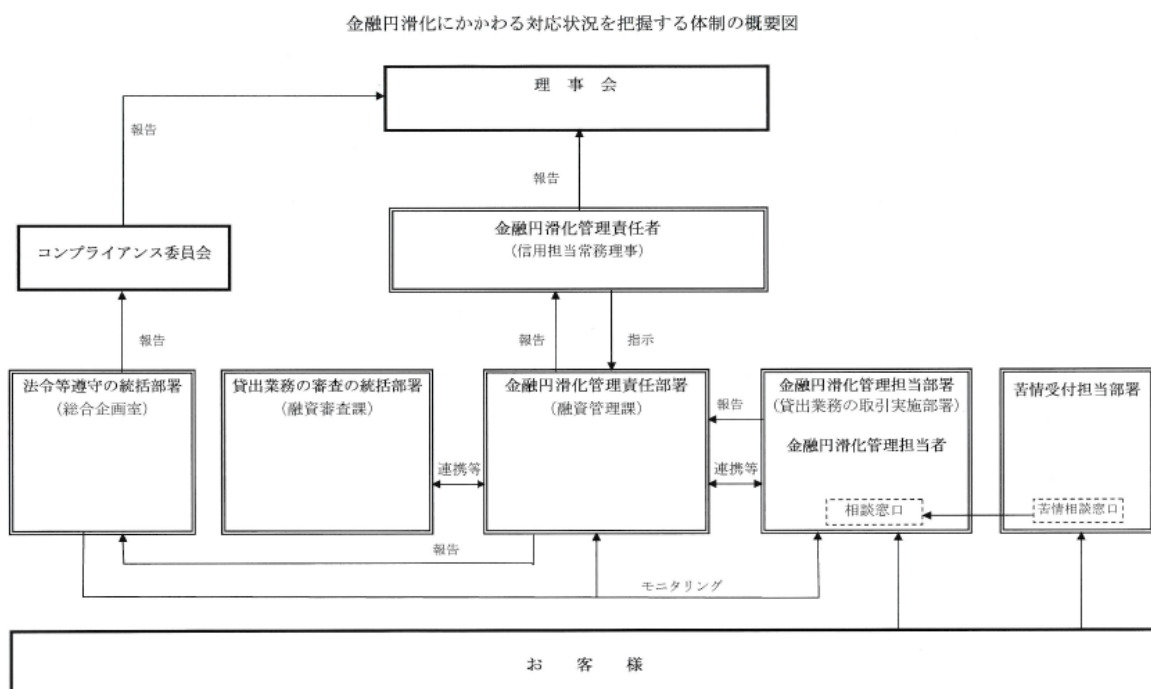 金融円滑化にかかわる対応状況を把握する体制の概要図
理 事 会
報告
報告
金融円滑化管理責任者
(信用担当常務理事)
コンプライアンス委員会
報告
報告
指示
法令等遵守の統括部署
(総合企画室)
貸出業務の審査の統括部署
(融資審査課)
金融円滑化管理責任部署
(融資管理課)
金融円滑化管理担当部署
(貸出業務の取引実施部署)
金融円滑化管理担当者
苦情受付担当部署
報告
連携等
連携等
相談窓口
苦情相談窓口
報告
モニタリング
お 客 様